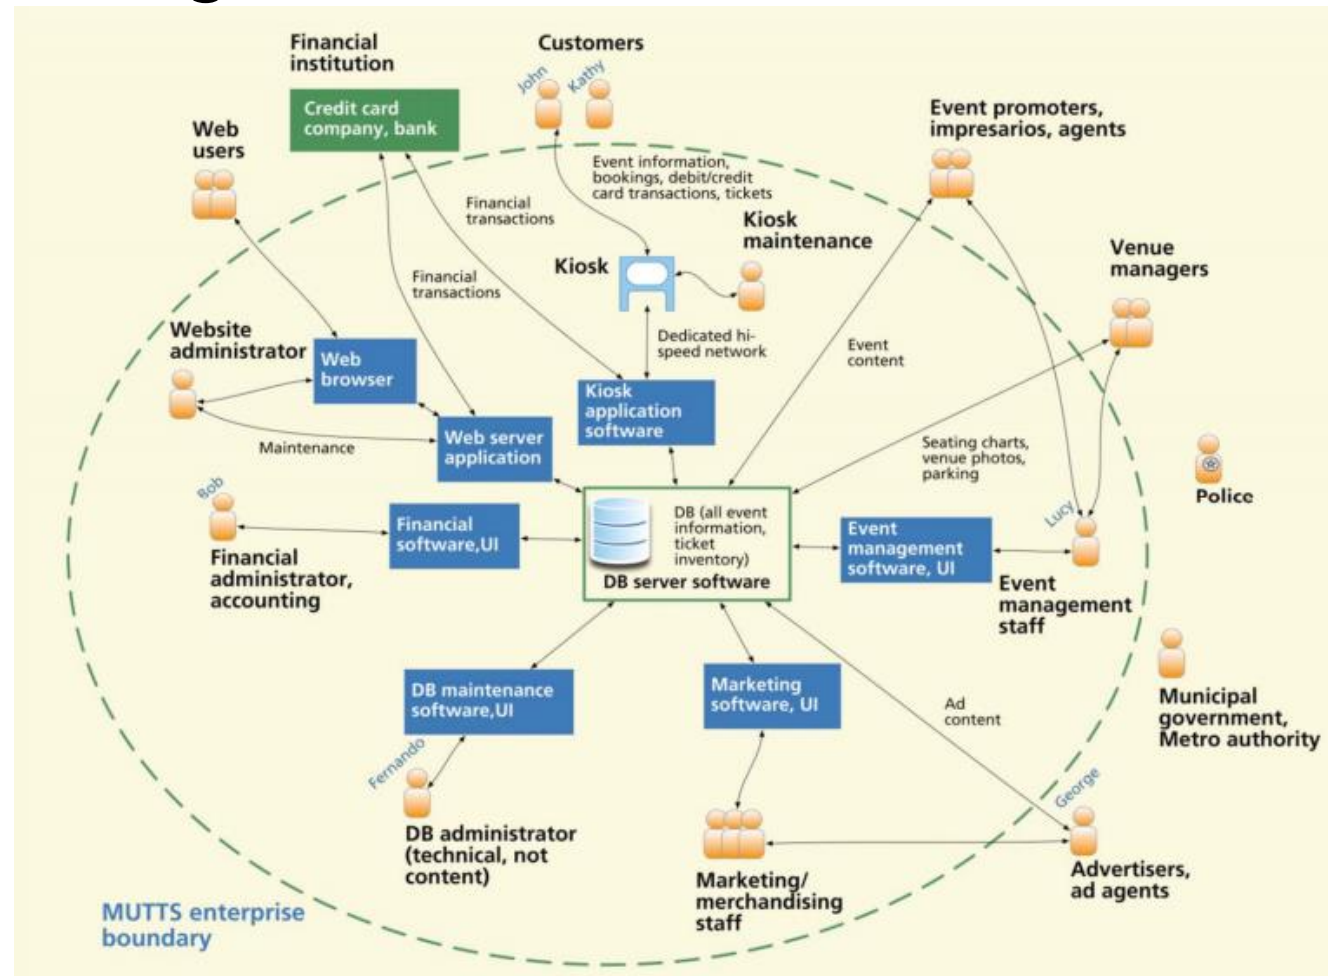 Financial
institution
Customers
John
Kathy
Credit card
company, bank
Event promoters,
impresarios, agents
Web
users
Event information,
bookings, debit/credit
card transactions, tickets
Financial
transactions
Kiosk
maintenance
Venue
managers
Kiosk
Financial
transactions
Website
administrator
Web
browser
Dedicated hi-
speed network
Event
content
Kiosk
application
software
Maintenance
Web server
application
Seating charts,
venue photos,
parking
Police
Bob
Financial
software,UI
DB (all event
information,
ticket
inventory)
DB server software
Event
management
software, UI
Lucy
Financial
administrator,
accounting
Event
management
staff
DB maintenance
software,UI
Marketing
software, UI
Ad
content
Municipal
government,
Metro authority
Fernando
George
DB administrator
(technical, not
content)
Marketing/
merchandising
staff
Advertisers,
ad agents
MUTTS enterprise
boundary